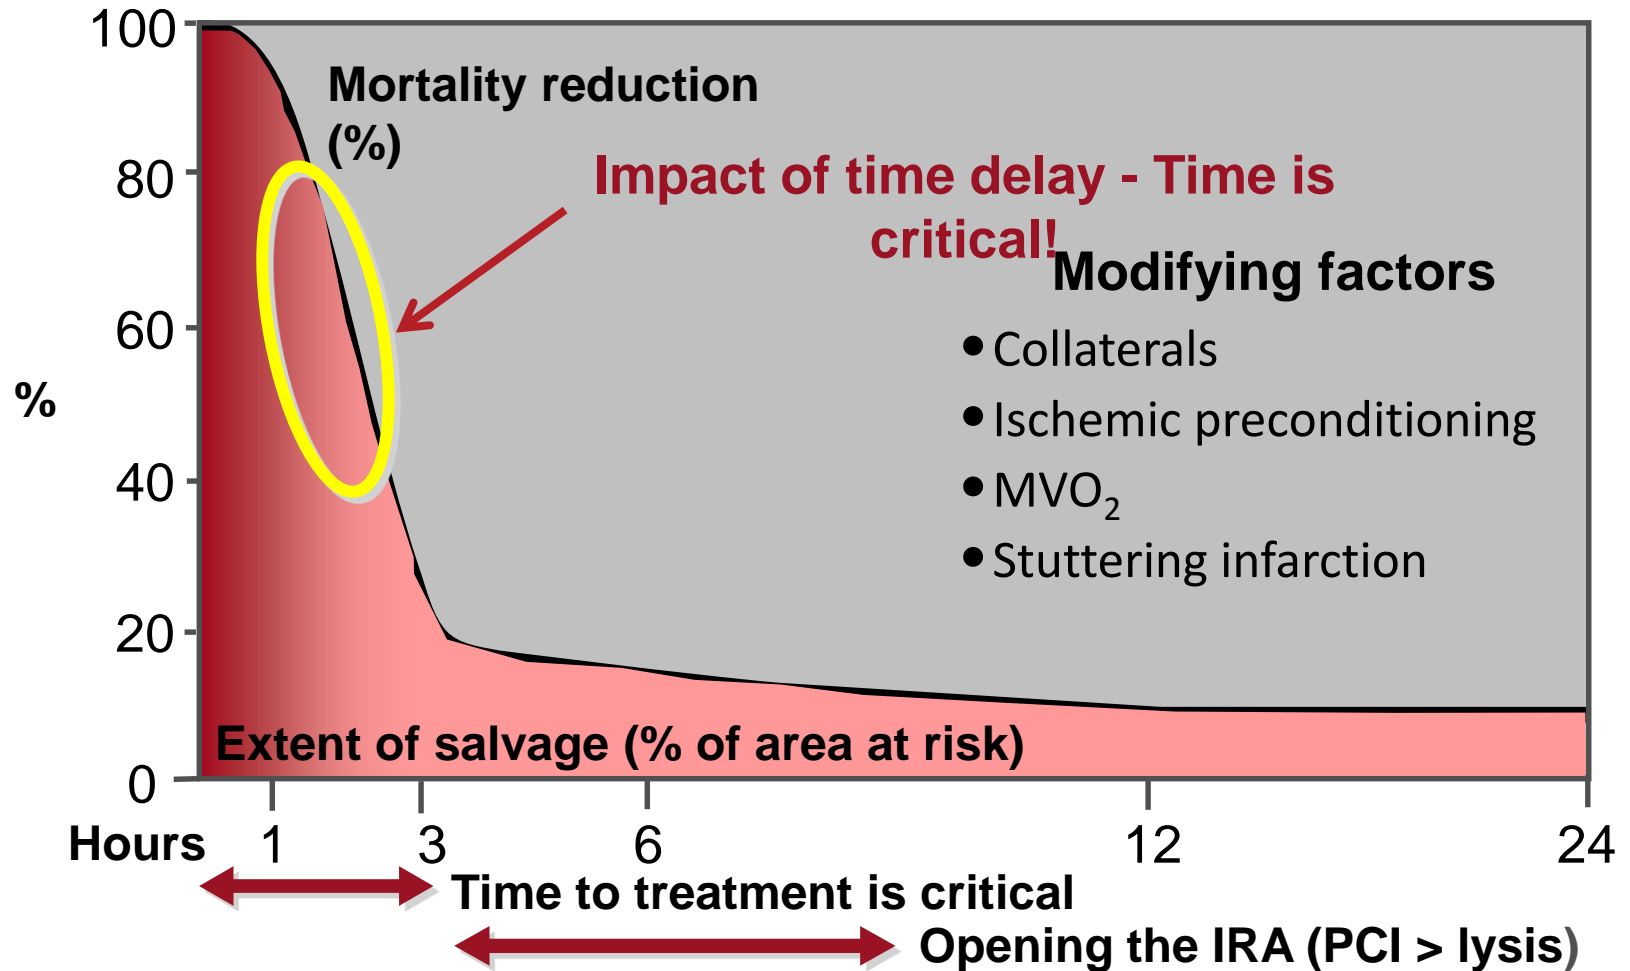 100
Mortality reduction
(%)
Impact of time delay - Time is
critical!
80
Modifying factors
60
• Collaterals
%
• Ischemic preconditioning
40
• MVO₂
• Stuttering infarction
20
Extent of salvage (% of area at risk)
0
Hours 1 3 6 12 24
Time to treatment is critical
Opening the IRA (PCI > lysis)